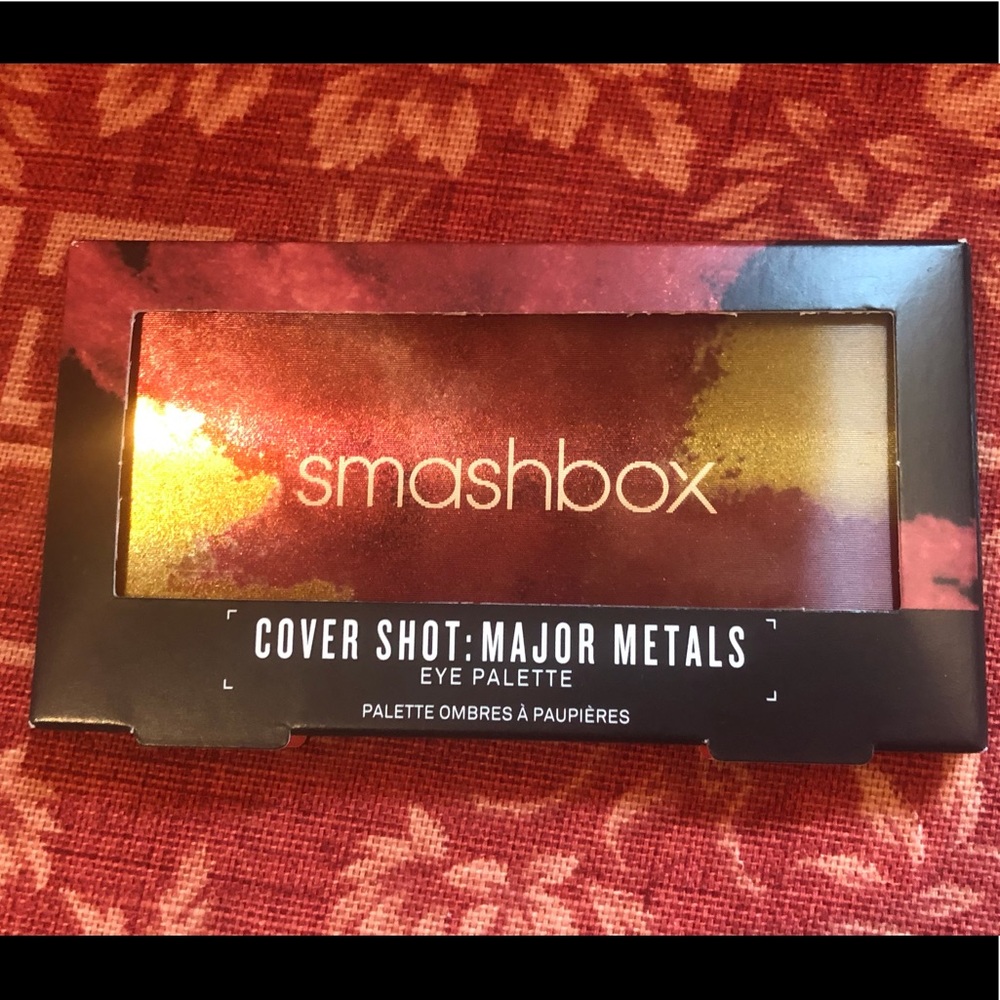 smashbox
COVER SHOT: MAJOR METALS
EYE PALETTE
PALETTE OMBRES À PAUPIÈRES